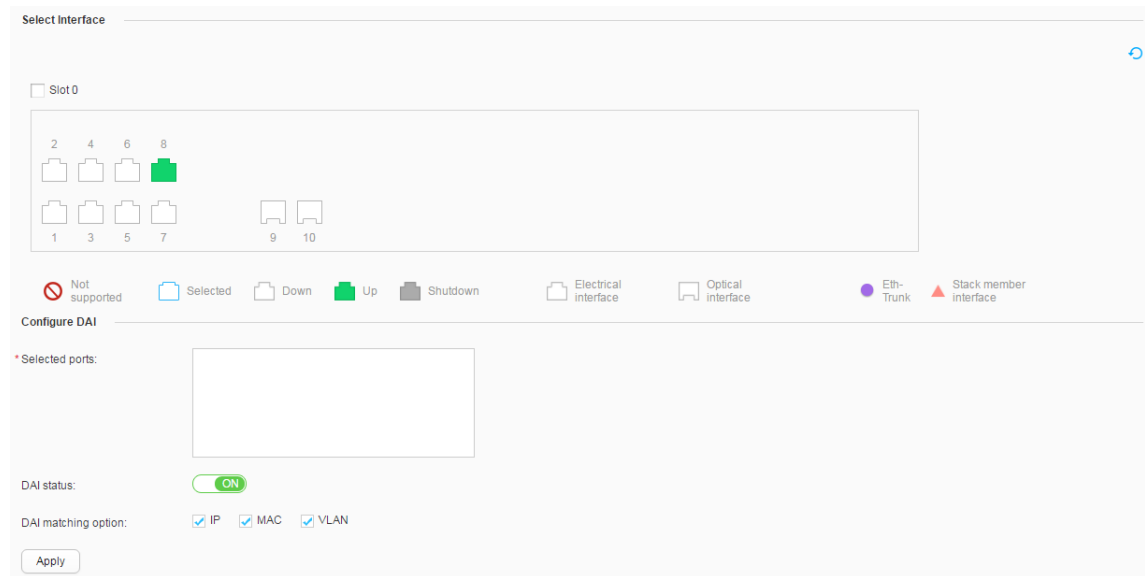 Select Interface
Slot 0
2 4 6 8
1 3 5 7 9 10
Not supported Selected Down Up Shutdown Electrical interface Optical interface Eth-Trunk Stack member interface
Configure DAI
*Selected ports:
DAI status: ON
DAI matching option: IP MAC VLAN
Apply